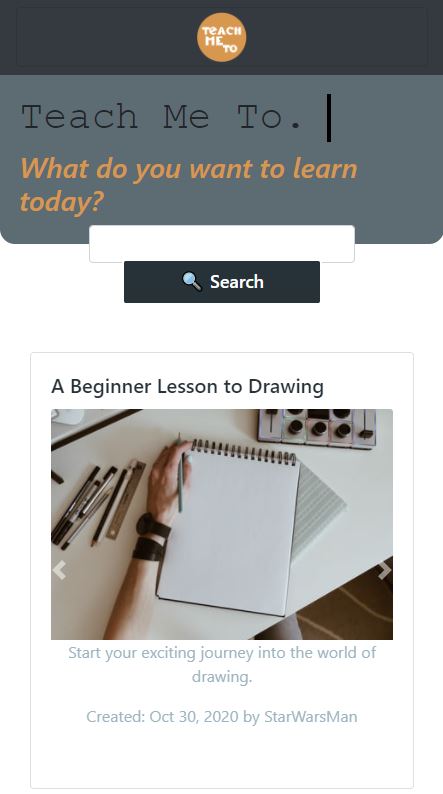 TEACH
ME
TO
Teach Me To.
What do you want to learn
today?
Search
A Beginner Lesson to Drawing
Start your exciting journey into the world of
drawing.
Created: Oct 30, 2020 by StarWarsMan